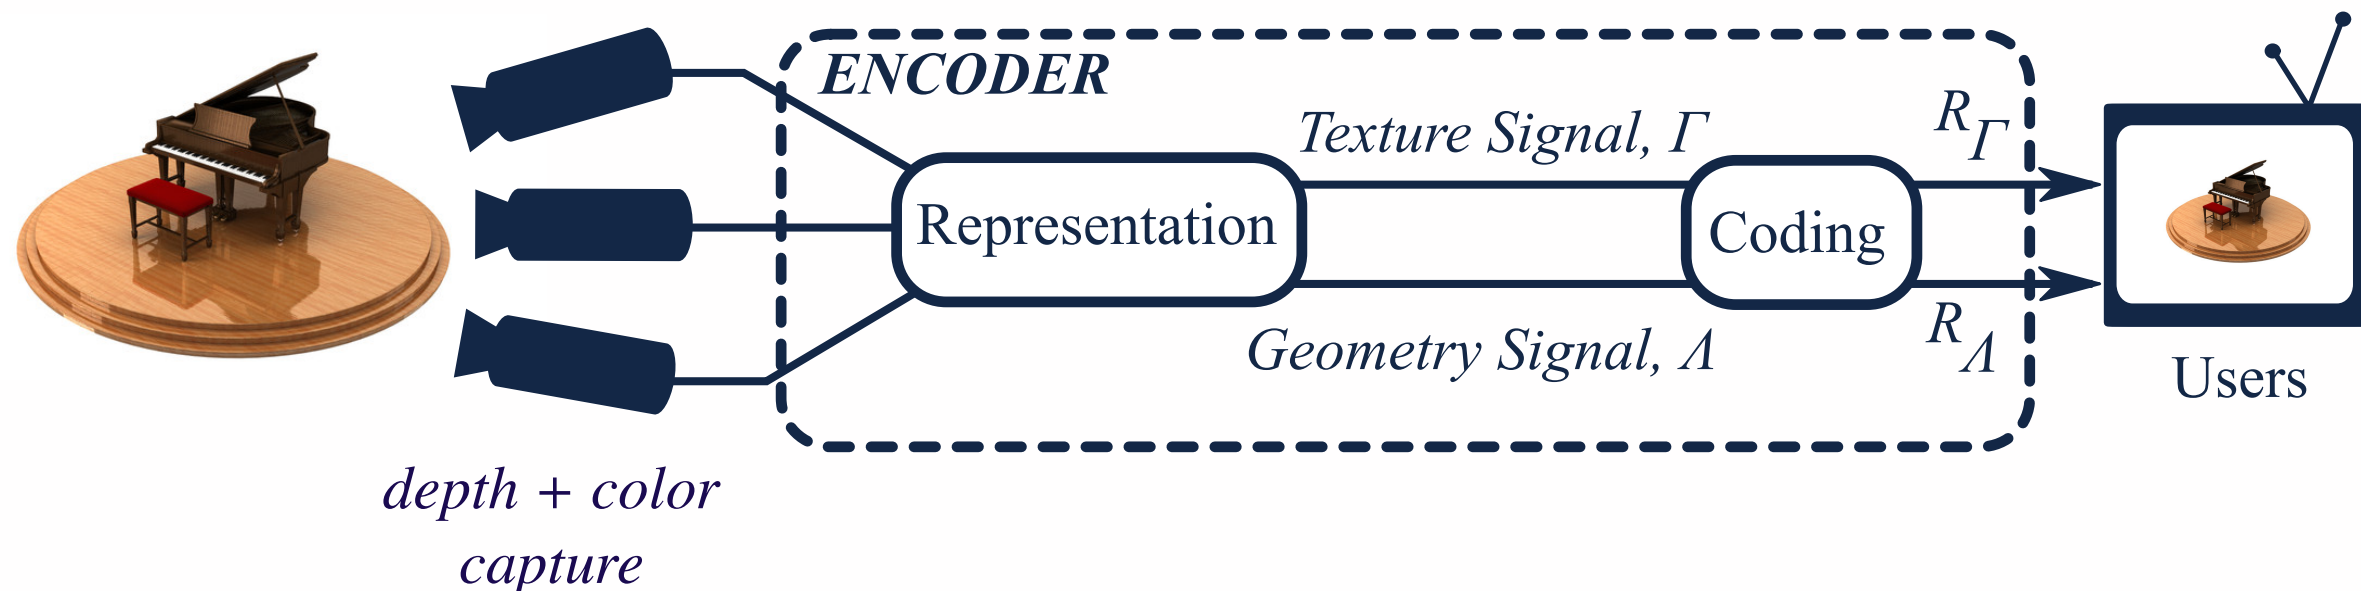 ENCODER
Texture Signal, Γ
R_Γ
Representation
Coding
Geometry Signal, Λ
R_Λ
Users
depth + color
capture